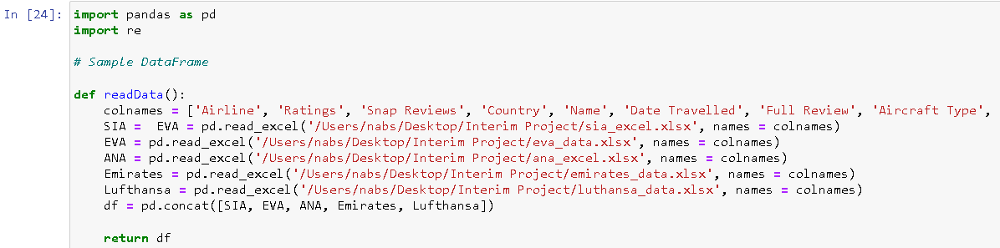 In [24]: import pandas as pd
import re
# Sample DataFrame
def readData():
colnames = ['Airline', 'Ratings', 'Snap Reviews', 'Country', 'Name', 'Date Travelled', 'Full Review', 'Aircraft Type',
SIA =  EVA = pd.read_excel('/Users/nabs/Desktop/Interim Project/sia_excel.xlsx', names = colnames)
EVA = pd.read_excel('/Users/nabs/Desktop/Interim Project/eva_data.xlsx', names = colnames)
ANA = pd.read_excel('/Users/nabs/Desktop/Interim Project/ana_excel.xlsx', names = colnames)
Emirates = pd.read_excel('/Users/nabs/Desktop/Interim Project/emirates_data.xlsx', names = colnames)
Lufthansa = pd.read_excel('/Users/nabs/Desktop/Interim Project/luthansa_data.xlsx', names = colnames)
df = pd.concat([SIA, EVA, ANA, Emirates, Lufthansa])
return df